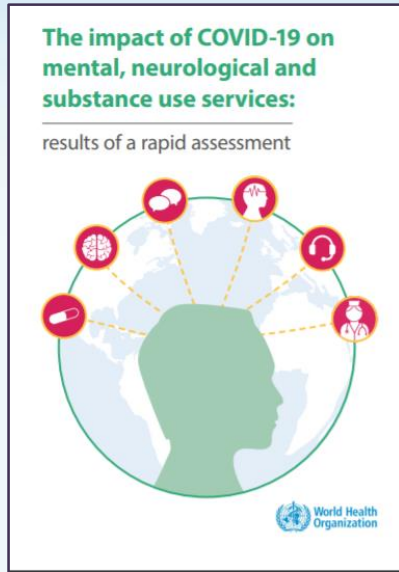 The impact of COVID-19 on
mental, neurological and
substance use services:
results of a rapid assessment
World Health
Organization